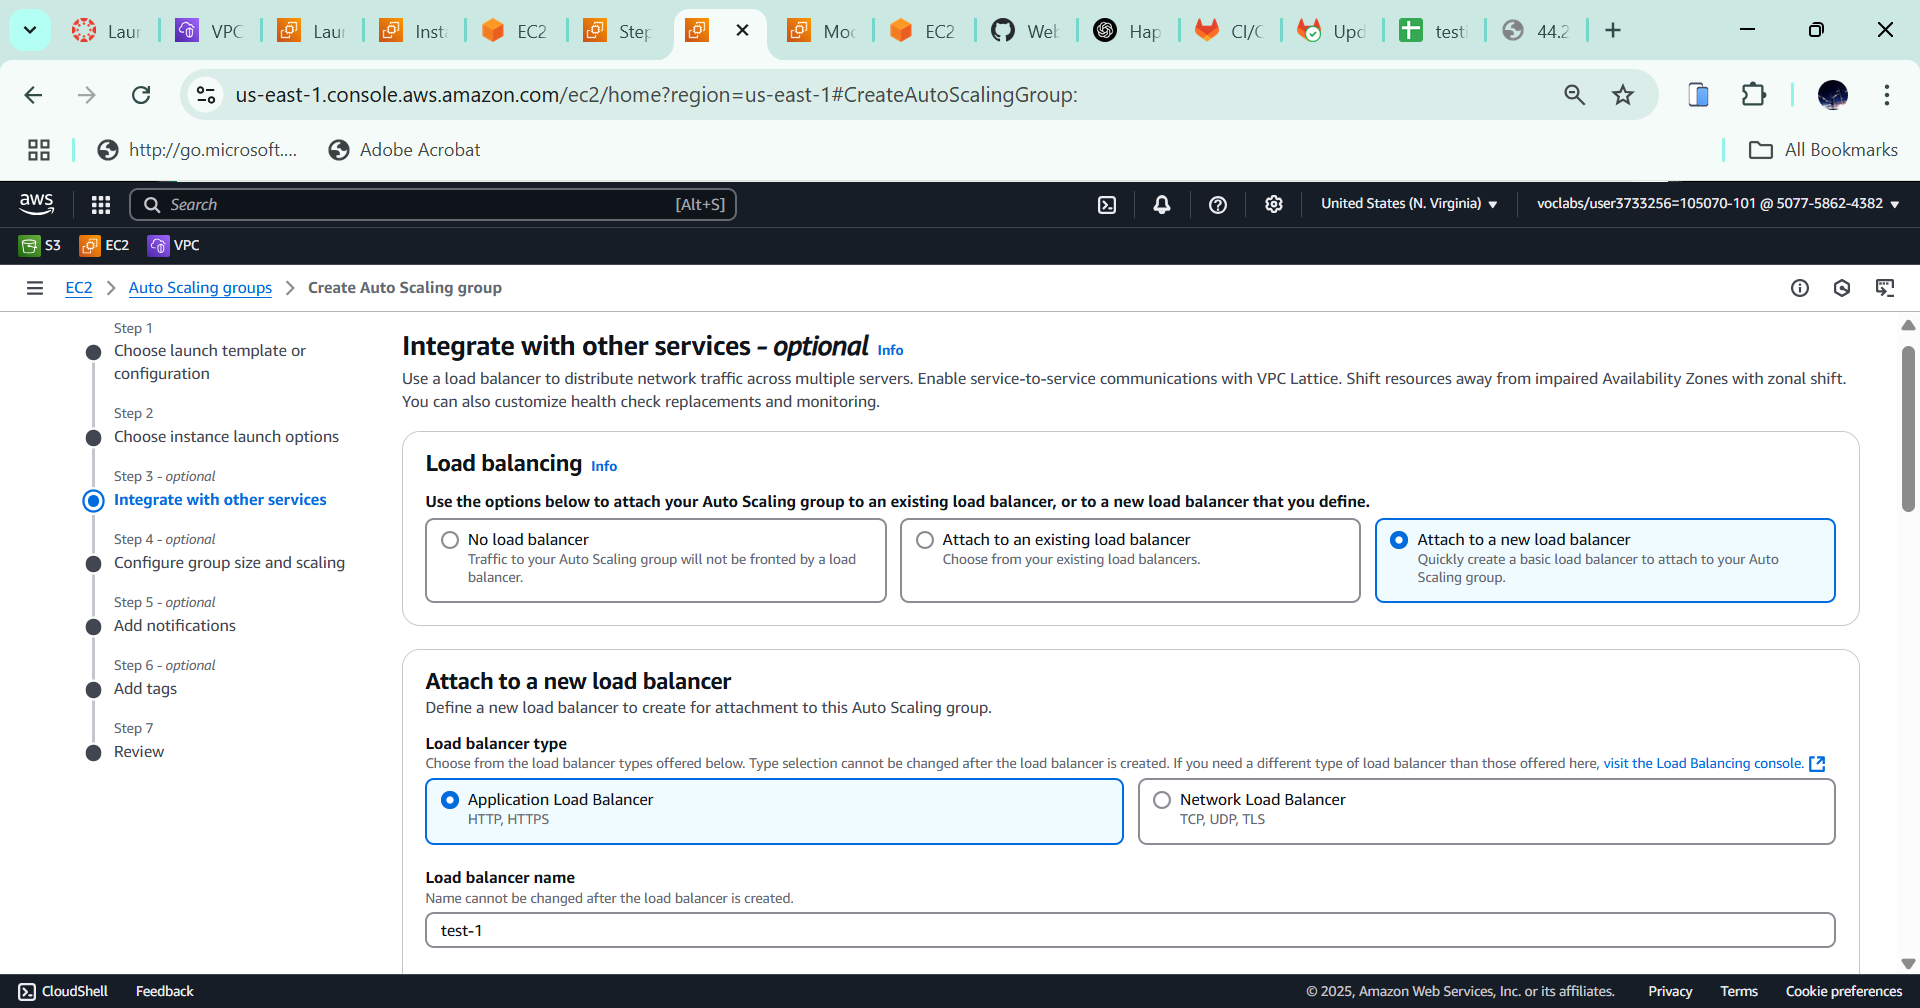 Laun
VPC
Laun
Insta
EC2
Step
Mod
EC2
Web
Hap
CI/C
Upd
testi
44.2
us-east-1.console.aws.amazon.com/ec2/home?region=us-east-1#CreateAutoScalingGroup:
http://go.microsoft....
Adobe Acrobat
All Bookmarks
aws
Search
[Alt+S]
United States (N. Virginia)
voclabs/user3733256=105070-101 @ 5077-5862-4382
S3
EC2
VPC
EC2
Auto Scaling groups
Create Auto Scaling group
Step 1
Choose launch template or
configuration
Step 2
Choose instance launch options
Step 3 - optional
Integrate with other services
Step 4 - optional
Configure group size and scaling
Step 5 - optional
Add notifications
Step 6 - optional
Add tags
Step 7
Review
Integrate with other services - optional Info
Use a load balancer to distribute network traffic across multiple servers. Enable service-to-service communications with VPC Lattice. Shift resources away from impaired Availability Zones with zonal shift.
You can also customize health check replacements and monitoring.
Load balancing Info
Use the options below to attach your Auto Scaling group to an existing load balancer, or to a new load balancer that you define.
No load balancer
Traffic to your Auto Scaling group will not be fronted by a load
balancer.
Attach to an existing load balancer
Choose from your existing load balancers.
Attach to a new load balancer
Quickly create a basic load balancer to attach to your Auto
Scaling group.
Attach to a new load balancer
Define a new load balancer to create for attachment to this Auto Scaling group.
Load balancer type
Choose from the load balancer types offered below. Type selection cannot be changed after the load balancer is created. If you need a different type of load balancer than those offered here, visit the Load Balancing console.
Application Load Balancer
HTTP, HTTPS
Network Load Balancer
TCP, UDP, TLS
Load balancer name
Name cannot be changed after the load balancer is created.
test-1
CloudShell
Feedback
© 2025, Amazon Web Services, Inc. or its affiliates.
Privacy
Terms
Cookie preferences